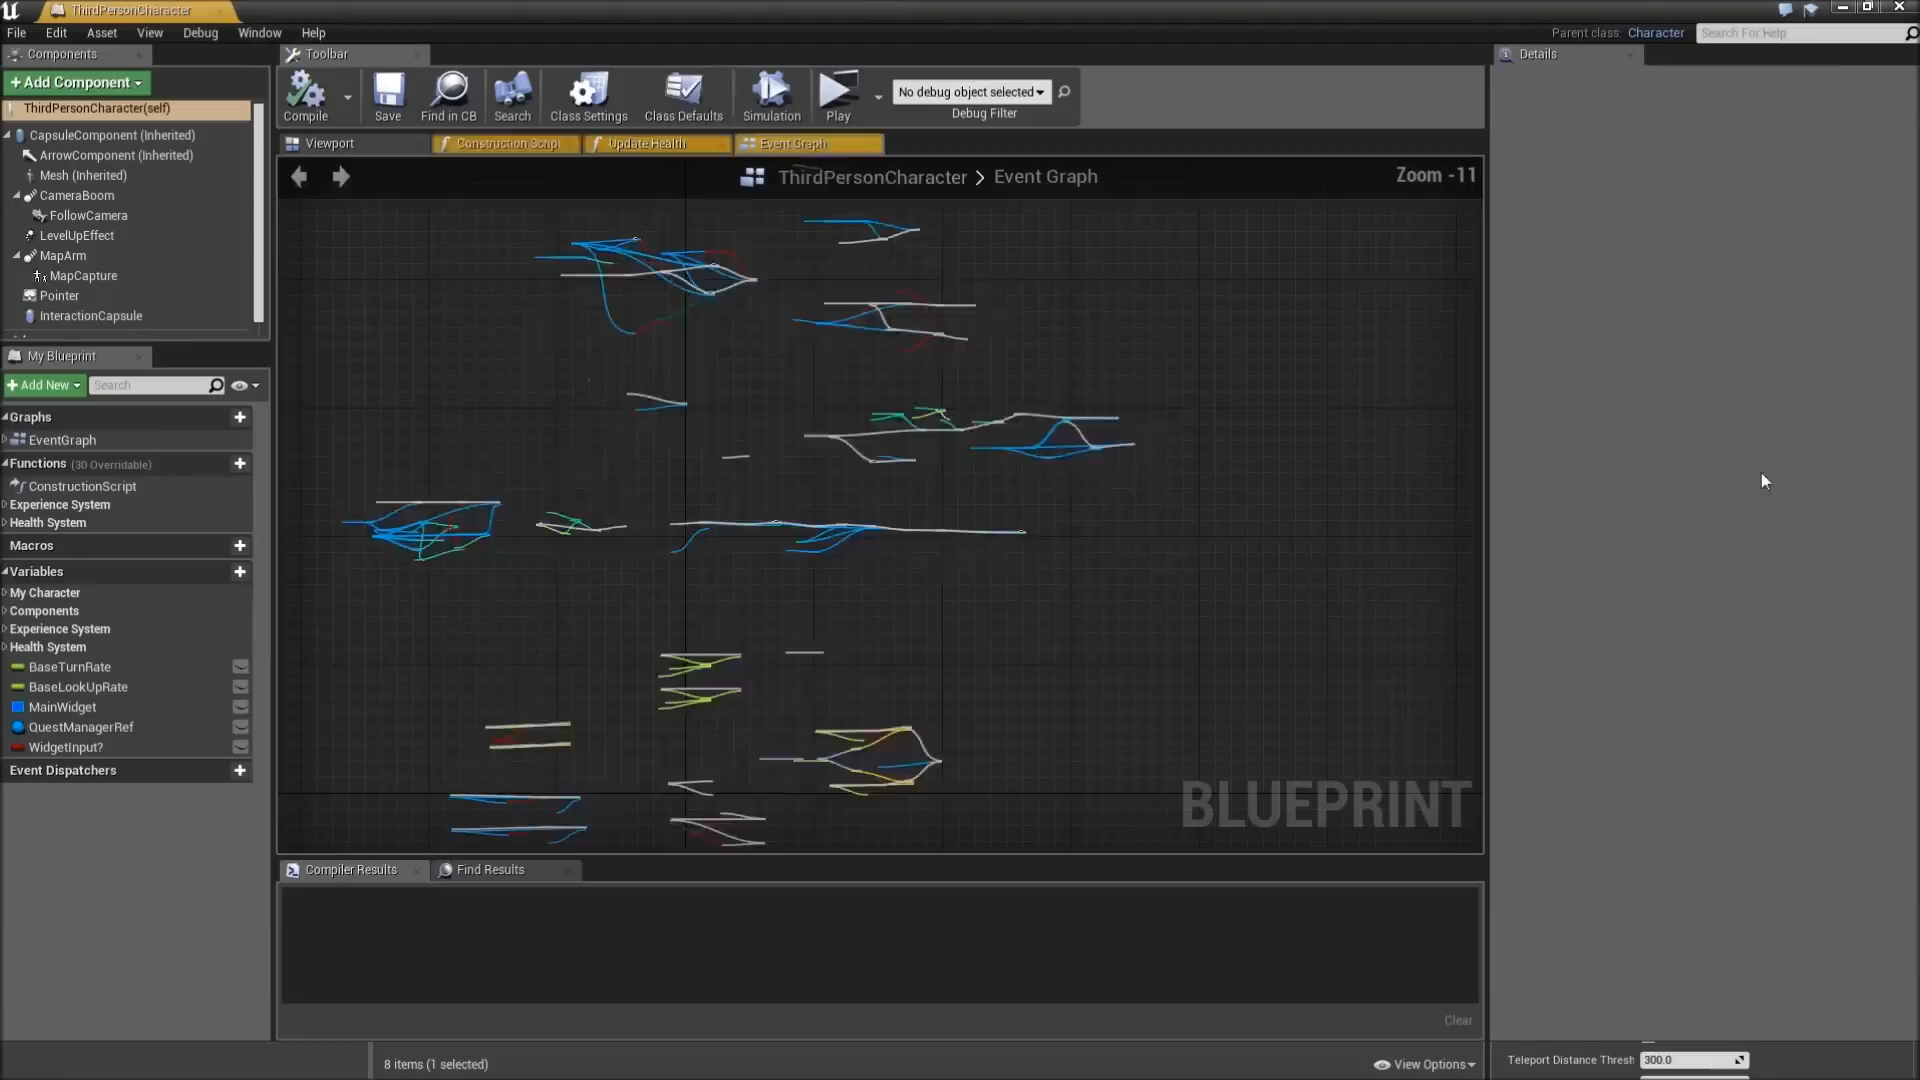 ThirdPersonCharacter
File Edit Asset View Debug Window Help
Parent class: Character Search For Help
Components
Toolbar
Details
+Add Component
ThirdPersonCharacter(self)
CapsuleComponent (Inherited)
ArrowComponent (Inherited)
Mesh (Inherited)
CameraBoom
FollowCamera
LevelUpEffect
MapArm
MapCapture
Pointer
InteractionCapsule
Compile Save Find in CB Search Class Settings Class Defaults Simulation Play
No debug object selected
Debug Filter
Viewport Construction Script Update Health Event Graph
ThirdPersonCharacter > Event Graph
Zoom -11
My Blueprint
+Add New Search
Graphs
EventGraph
Functions (30 Overridable)
ConstructionScript
Experience System
Health System
Macros
Variables
My Character
Components
Experience System
Health System
BaseTurnRate
BaseLookUpRate
MainWidget
QuestManagerRef
WidgetInput?
Event Dispatchers
BLUEPRINT
Compiler Results Find Results
Clear
8 items (1 selected)
View Options
Teleport Distance Thresh 300.0